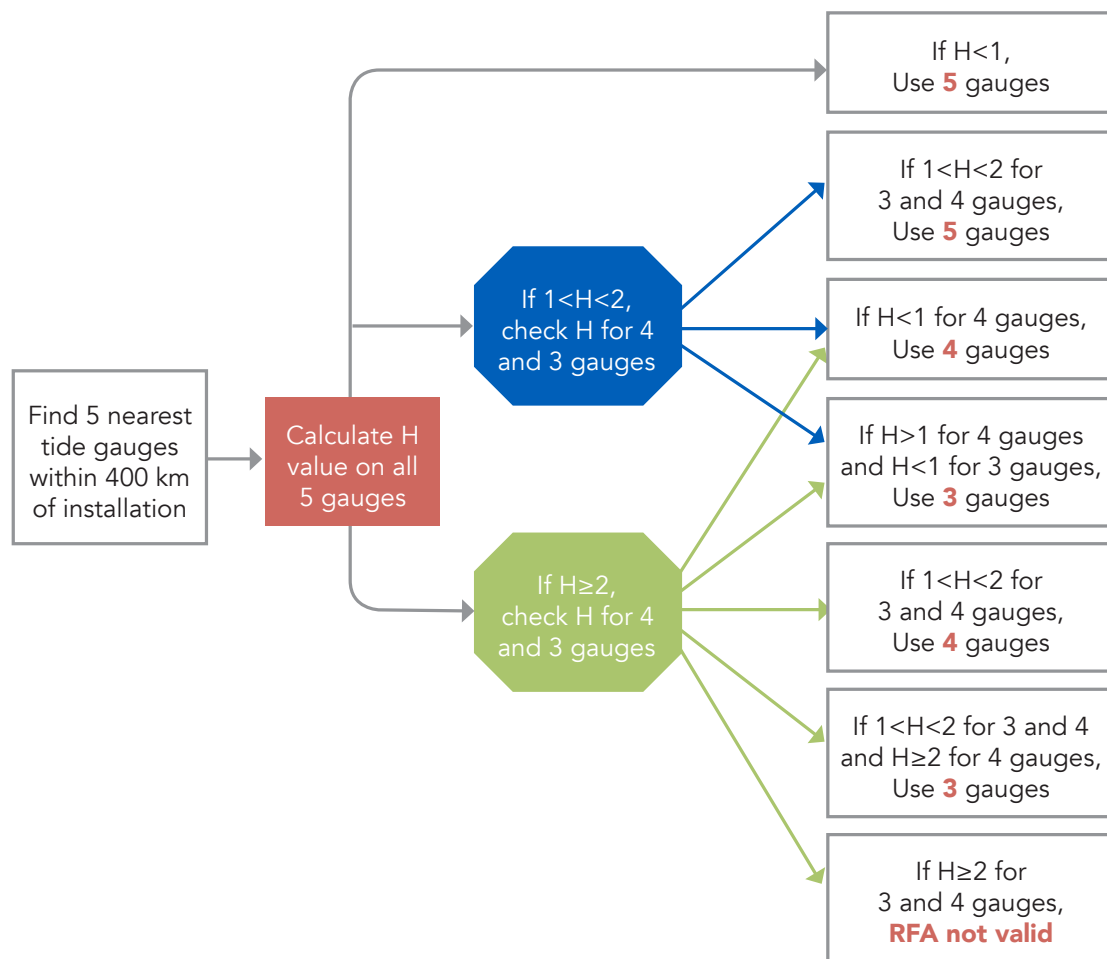 Find 5 nearest
tide gauges
within 400 km
of installation
Calculate H
value on all
5 gauges
If 1<H<2,
check H for 4
and 3 gauges
If H≥2,
check H for 4
and 3 gauges
If H<1,
Use 5 gauges
If 1<H<2 for
3 and 4 gauges,
Use 5 gauges
If H<1 for 4 gauges,
Use 4 gauges
If H>1 for 4 gauges
and H<1 for 3 gauges,
Use 3 gauges
If 1<H<2 for
3 and 4 gauges,
Use 4 gauges
If 1<H<2 for 3 and 4
and H≥2 for 4 gauges,
Use 3 gauges
If H≥2 for
3 and 4 gauges,
RFA not valid